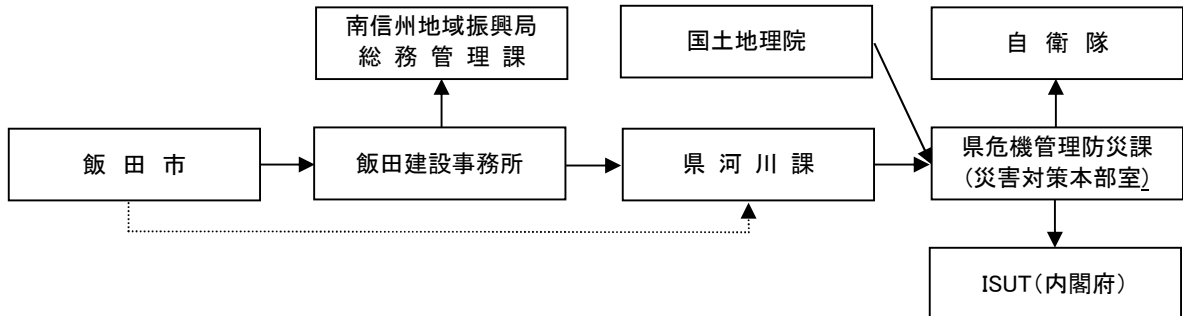 南信州地域振興局
総務管理課
国土地理院
自衛隊
飯田市
飯田建設事務所
県河川課
県危機管理防災課
(災害対策本部室)
ISUT(内閣府)